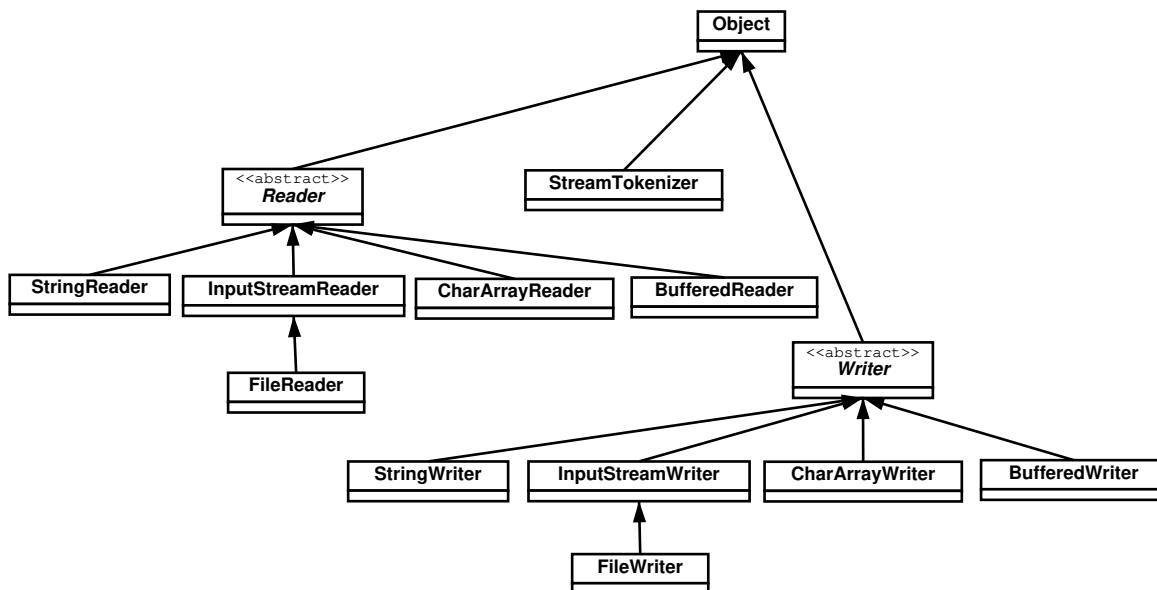 Object
<<abstract>>
Reader
StreamTokenizer
StringReader
InputStreamReader
CharArrayReader
BufferedReader
<<abstract>>
Writer
FileReader
StringWriter
InputStreamWriter
CharArrayWriter
BufferedWriter
FileWriter